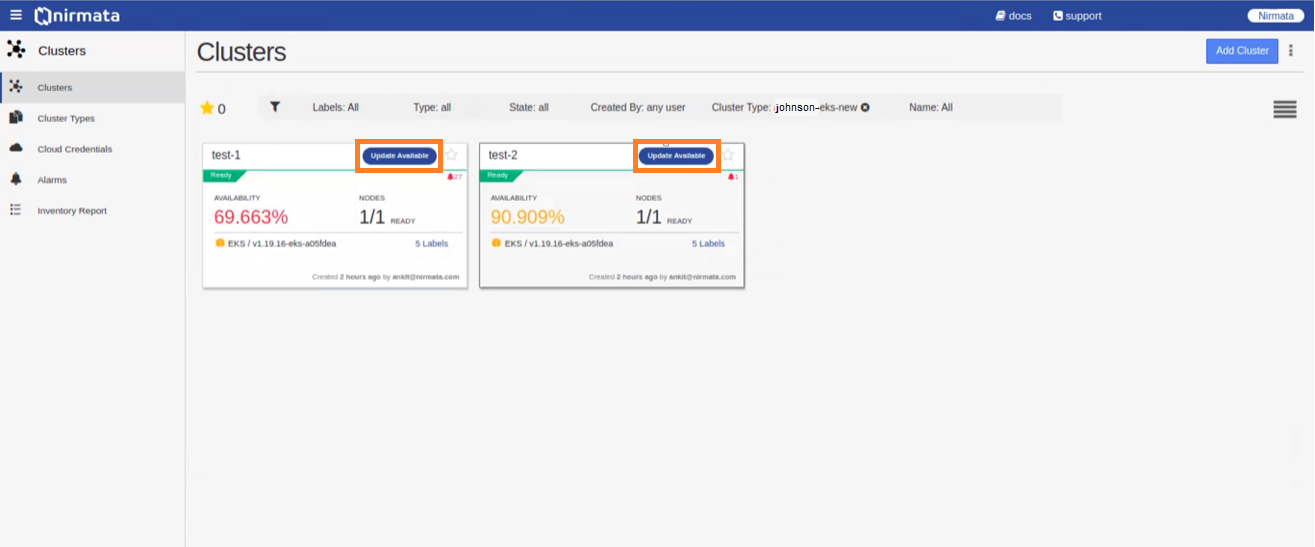 nirmata
docs
support
Nirmata
Clusters
Clusters
Cluster Types
Cloud Credentials
Alarms
Inventory Report
Clusters
Add Cluster
0
Labels: All
Type: all
State: all
Created By: any user
Cluster Type: johnson-eks-new
Name: All
test-1
Update Available
Ready
27
AVAILABILITY
NODES
69.663%
1/1 READY
EKS / v1.19.16-eks-a05fdea
5 Labels
Created 2 hours ago by ankit@nirmata.com
test-2
Update Available
Ready
1
AVAILABILITY
NODES
90.909%
1/1 READY
EKS / v1.19.16-eks-a05fdea
5 Labels
Created 2 hours ago by ankit@nirmata.com